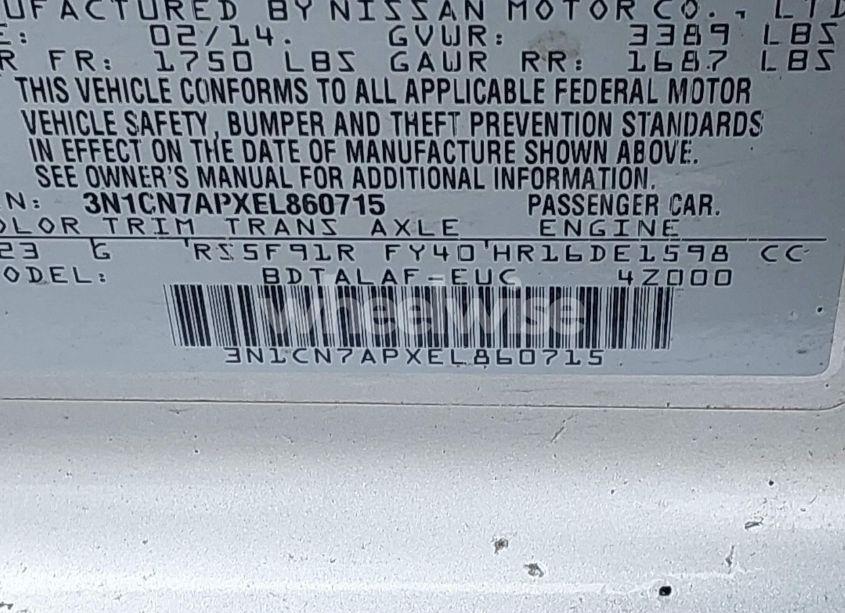 UFACTURED BY NISSAN MOTOR CO., LTD
E: 02/14. GVWR: 3389 LBS
R FR: 1750 LBS GAWR RR: 1687 LBS
THIS VEHICLE CONFORMS TO ALL APPLICABLE FEDERAL MOTOR
VEHICLE SAFETY, BUMPER AND THEFT PREVENTION STANDARDS
IN EFFECT ON THE DATE OF MANUFACTURE SHOWN ABOVE.
SEE OWNER'S MANUAL FOR ADDITIONAL INFORMATION.
N: 3N1CN7APXEL860715 PASSENGER CAR.
OLOR TRIM TRANS AXLE ENGINE
23 G RS5F91R FY40 HR16DE1598 CC
ODEL: BDTALAF-EUC 4Z000
wheelwise
3N1CN7APXEL860715